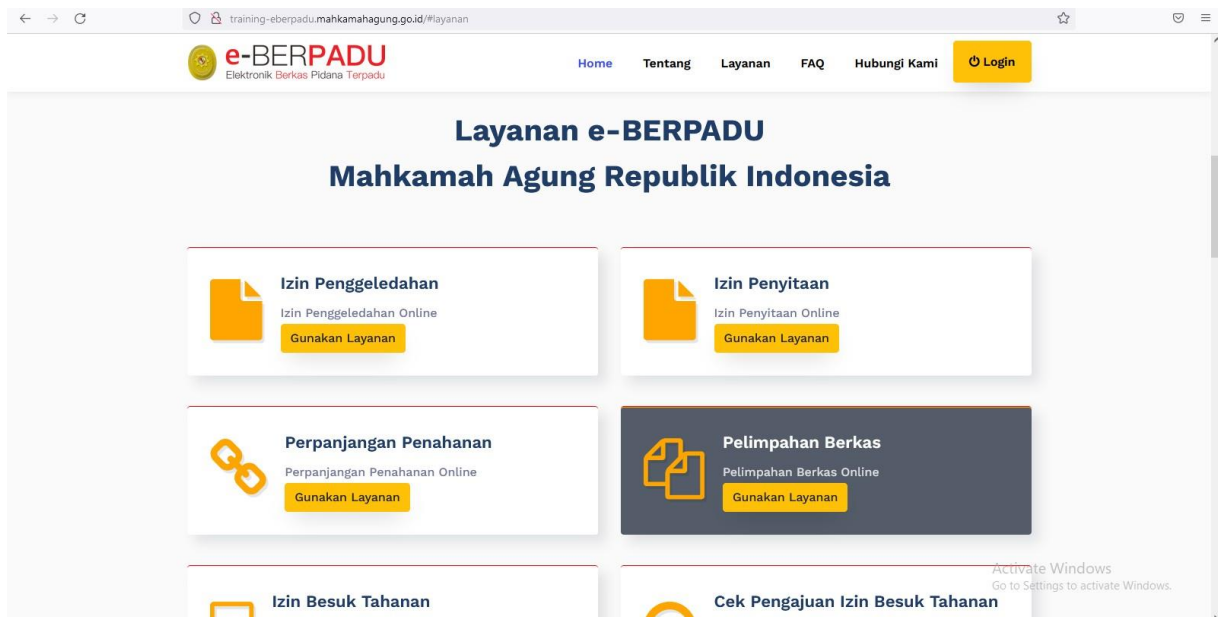 training-eberpadu.mahkamahagung.go.id/#layanan
e-BERPADU
Elektronik Berkas Pidana Terpadu
Home Tentang Layanan FAQ Hubungi Kami Login
Layanan e-BERPADU
Mahkamah Agung Republik Indonesia
Izin Penggeledahan
Izin Penggeledahan Online
Gunakan Layanan
Izin Penyitaan
Izin Penyitaan Online
Gunakan Layanan
Perpanjangan Penahanan
Perpanjangan Penahanan Online
Gunakan Layanan
Pelimpahan Berkas
Pelimpahan Berkas Online
Gunakan Layanan
Izin Besuk Tahanan
Cek Pengajuan Izin Besuk Tahanan
Activate Windows
Go to Settings to activate Windows.